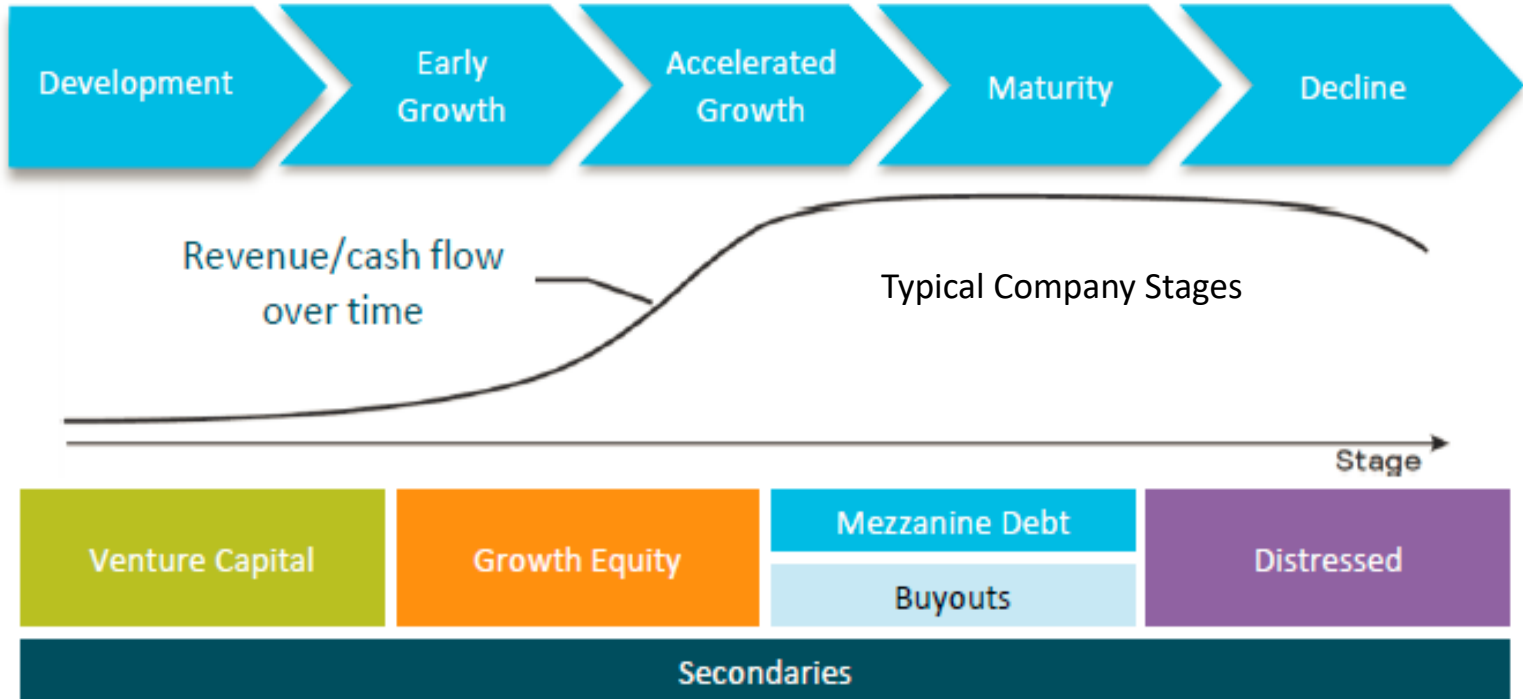 Development
Early
Growth
Accelerated
Growth
Maturity
Decline
Revenue/cash flow
over time
Typical Company Stages
Stage
Venture Capital
Growth Equity
Mezzanine Debt
Buyouts
Distressed
Secondaries